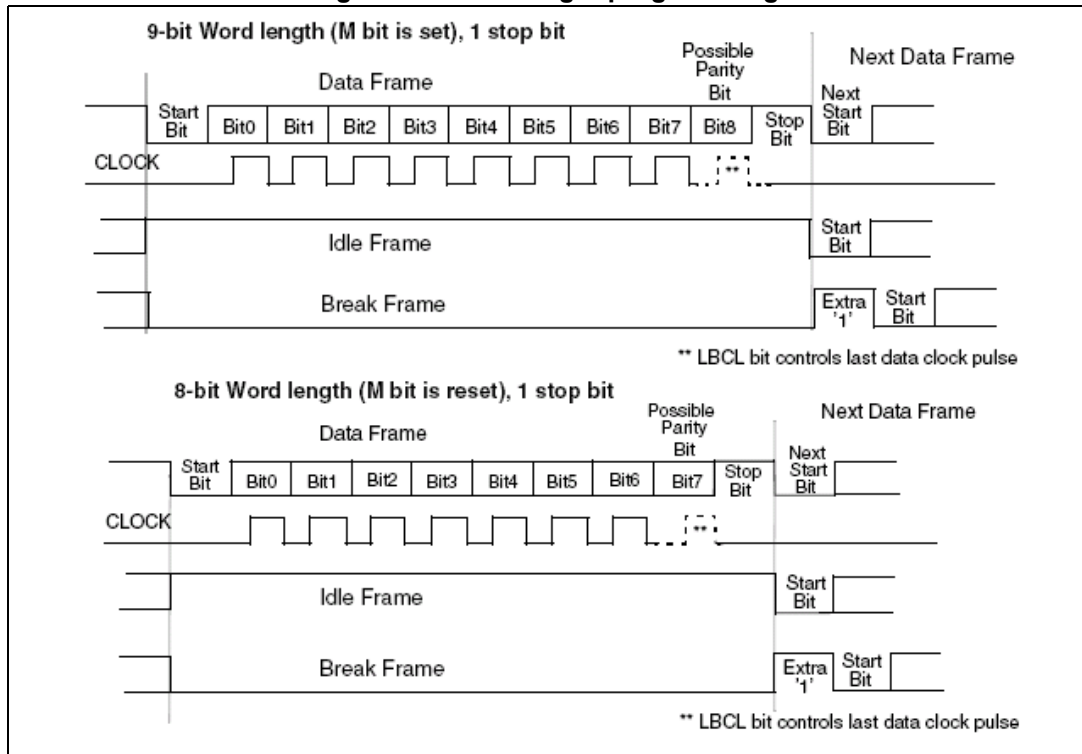 9-bit Word length (M bit is set), 1 stop bit
Possible
Parity
Bit
Next Data Frame
Data Frame
Start
Bit
Bit0
Bit1
Bit2
Bit3
Bit4
Bit5
Bit6
Bit7
Bit8
Stop
Bit
Next
Start
Bit
CLOCK
**
Idle Frame
Start
Bit
Break Frame
Extra
'1'
Start
Bit
** LBCL bit controls last data clock pulse
8-bit Word length (M bit is reset), 1 stop bit
Possible
Parity
Bit
Next Data Frame
Data Frame
Start
Bit
Bit0
Bit1
Bit2
Bit3
Bit4
Bit5
Bit6
Bit7
Stop
Bit
Next
Start
Bit
CLOCK
**
Idle Frame
Start
Bit
Break Frame
Extra
'1'
Start
Bit
** LBCL bit controls last data clock pulse